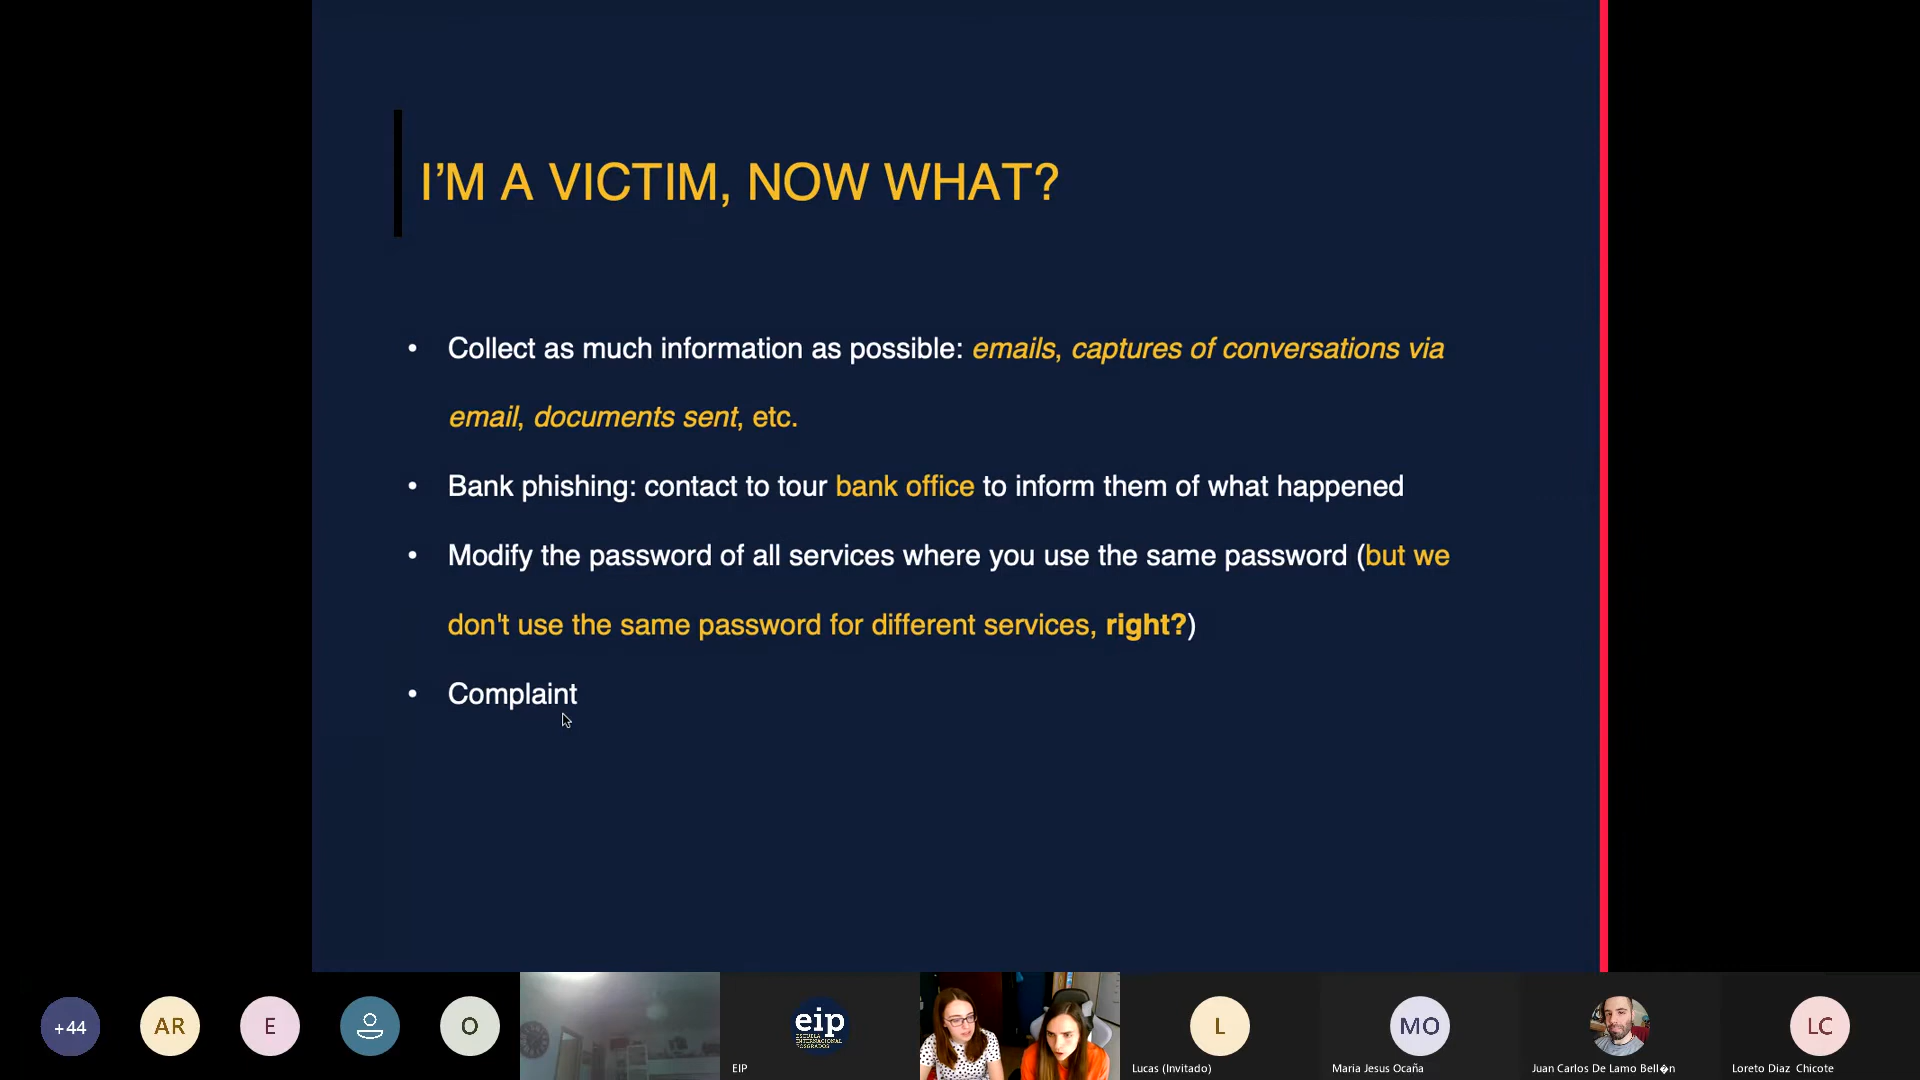 I'M A VICTIM, NOW WHAT?
• Collect as much information as possible: emails, captures of conversations via
email, documents sent, etc.
• Bank phishing: contact to tour bank office to inform them of what happened
• Modify the password of all services where you use the same password (but we
don't use the same password for different services, right?)
• Complaint
+44
AR
E
O
eip
ESCUELA
INTERNACIONAL
POSGRADOS
EIP
L
Lucas (Invitado)
MO
Maria Jesus Ocaña
Juan Carlos De Lamo Bell�n
LC
Loreto Diaz Chicote